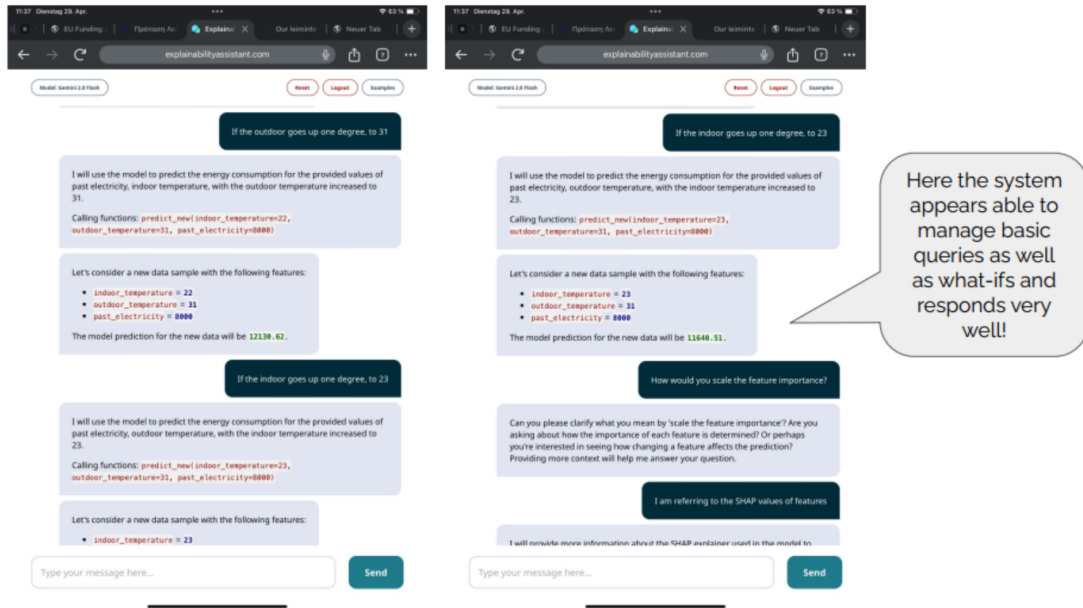 11:37 Dienstag 29. Apr.
63 %
EU Funding
Πρόταση Λο
Explaina
Our leimint
Neuer Tab
explainabilityassistant.com
Model: Gemini 2.0 Flash
Reset
Logout
Examples
If the outdoor goes up one degree, to 31
I will use the model to predict the energy consumption for the provided values of
past electricity, indoor temperature, with the outdoor temperature increased to
31.
Calling functions: predict_new(indoor_temperature=22,
outdoor_temperature=31, past_electricity=8000)
Let's consider a new data sample with the following features:
• indoor_temperature = 22
• outdoor_temperature = 31
• past_electricity = 8000
The model prediction for the new data will be 12130.62.
If the indoor goes up one degree, to 23
I will use the model to predict the energy consumption for the provided values of
past electricity, outdoor temperature, with the indoor temperature increased to
23.
Calling functions: predict_new(indoor_temperature=23,
outdoor_temperature=31, past_electricity=8000)
Let's consider a new data sample with the following features:
• indoor_temperature = 23
Type your message here...
Send
11:37 Dienstag 29. Apr.
63 %
EU Funding
Πρόταση Λο
Explaina
Our leimint
Neuer Tab
explainabilityassistant.com
Model: Gemini 2.0 Flash
Reset
Logout
Examples
If the indoor goes up one degree, to 23
I will use the model to predict the energy consumption for the provided values of
past electricity, outdoor temperature, with the indoor temperature increased to
23.
Calling functions: predict_new(indoor_temperature=23,
outdoor_temperature=31, past_electricity=8000)
Let's consider a new data sample with the following features:
• indoor_temperature = 23
• outdoor_temperature = 31
• past_electricity = 8000
The model prediction for the new data will be 11640.51.
How would you scale the feature importance?
Can you please clarify what you mean by 'scale the feature importance'? Are you
asking about how the importance of each feature is determined? Or perhaps
you're interested in seeing how changing a feature affects the prediction?
Providing more context will help me answer your question.
I am referring to the SHAP values of features
I will provide more information about the SHAP explainer used in the model to
Type your message here...
Send
Here the system
appears able to
manage basic
queries as well
as what-ifs and
responds very
well!